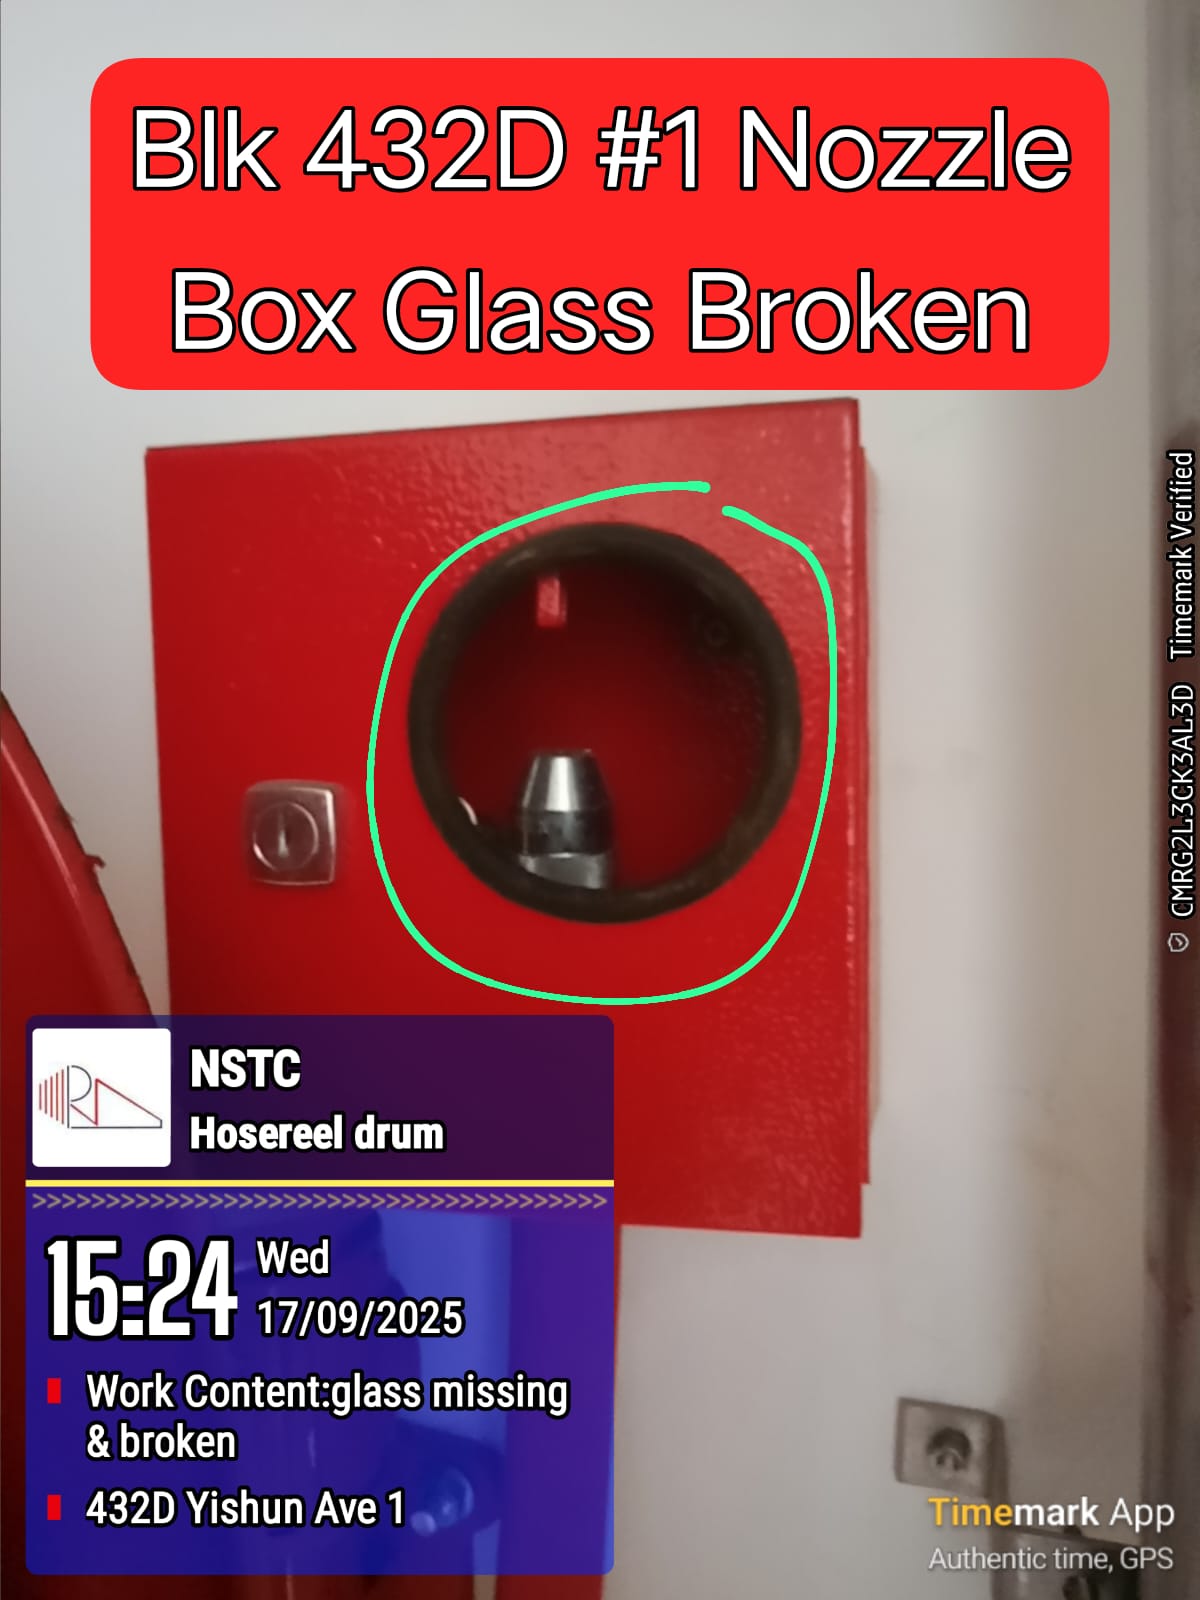 Blk 432D #1 Nozzle
Box Glass Broken
CMRG2L3CK3AL3D Timemark Verified
NSTC
Hosereel drum
>>>>>>>>>>>>>>>>>>>>>>>>>>>>>>>>>>>>>>>
15:24
Wed
17/09/2025
Work Content:glass missing
& broken
432D Yishun Ave 1
Timemark App
Authentic time, GPS